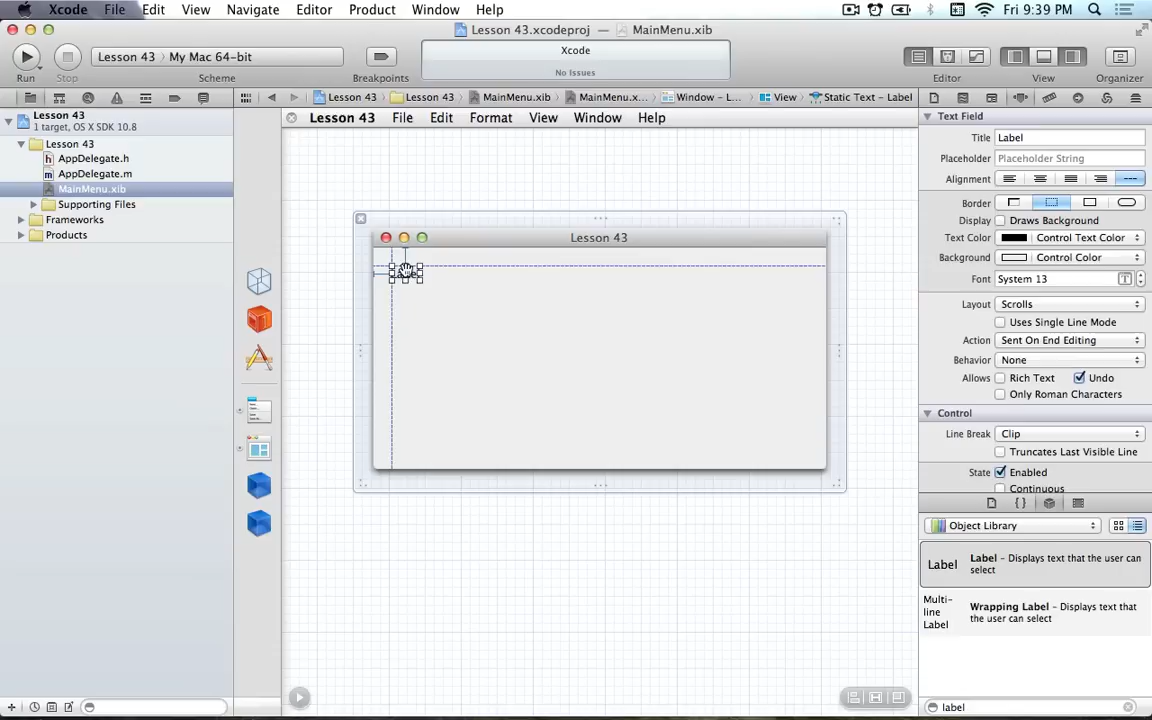 Xcode File Edit View Navigate Editor Product Window Help Fri 9:39 PM
Lesson 43.xcodeproj — MainMenu.xib
Lesson 43 My Mac 64-bit
Xcode
No Issues
Run Stop Scheme Breakpoints Editor View Organizer
Lesson 43 Lesson 43 MainMenu.xib MainMenu.x... Window - L... View Static Text - Label
Lesson 43
1 target, OS X SDK 10.8
Lesson 43
AppDelegate.h
AppDelegate.m
MainMenu.xib
Supporting Files
Frameworks
Products
Lesson 43 File Edit Format View Window Help
Lesson 43
Label
Text Field
Title Label
Placeholder Placeholder String
Alignment
Border
Display Draws Background
Text Color Control Text Color
Background Control Color
Font System 13
Layout Scrolls
Uses Single Line Mode
Action Sent On End Editing
Behavior None
Allows Rich Text Undo
Only Roman Characters
Control
Line Break Clip
Truncates Last Visible Line
State Enabled
Continuous
Object Library
Label
Label - Displays text that the user can
select
Multi-
line
Label
Wrapping Label - Displays text that
the user can select
label